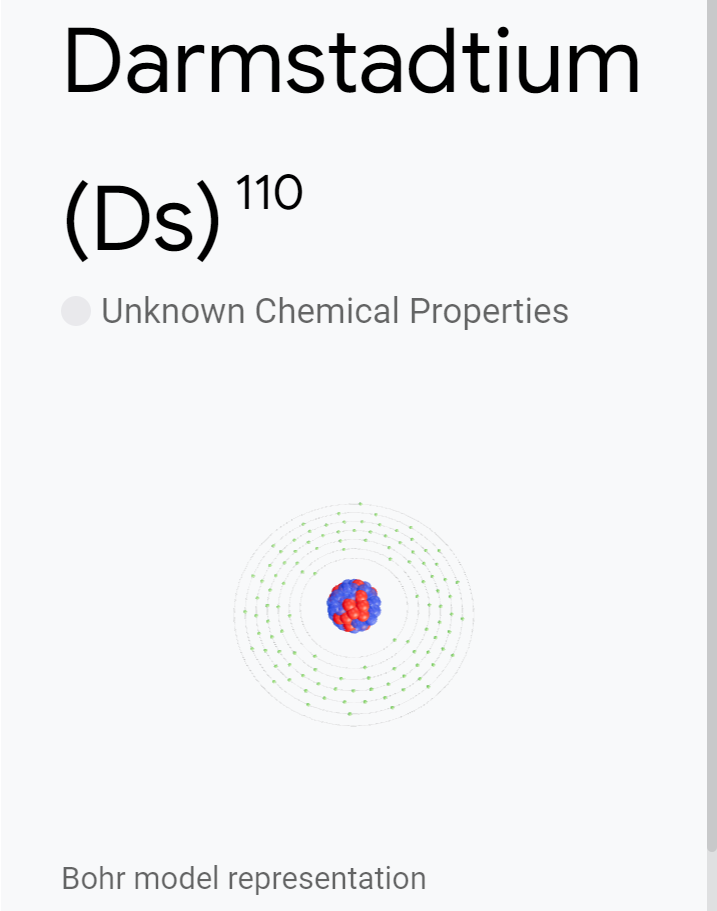 Darmstadtium
(Ds) 110
Unknown Chemical Properties
Bohr model representation